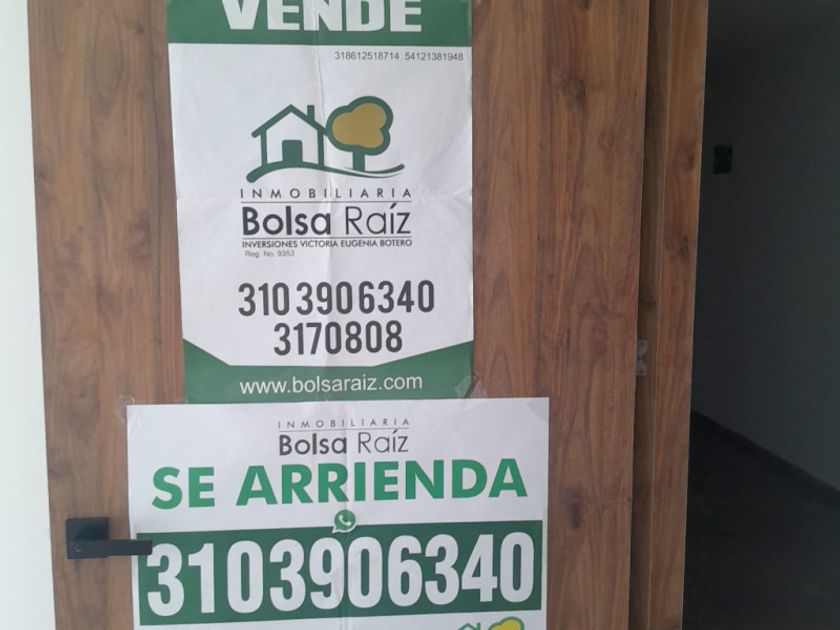 VENDE
318612518714 54121381948
INMOBILIARIA
Bolsa Raíz
INVERSIONES VICTORIA EUGENIA BOTERO
Reg. No. 9353
310 3906340
3170808
www.bolsaraiz.com
INMOBILIARIA
Bolsa Raíz
SE ARRIENDA
3103906340